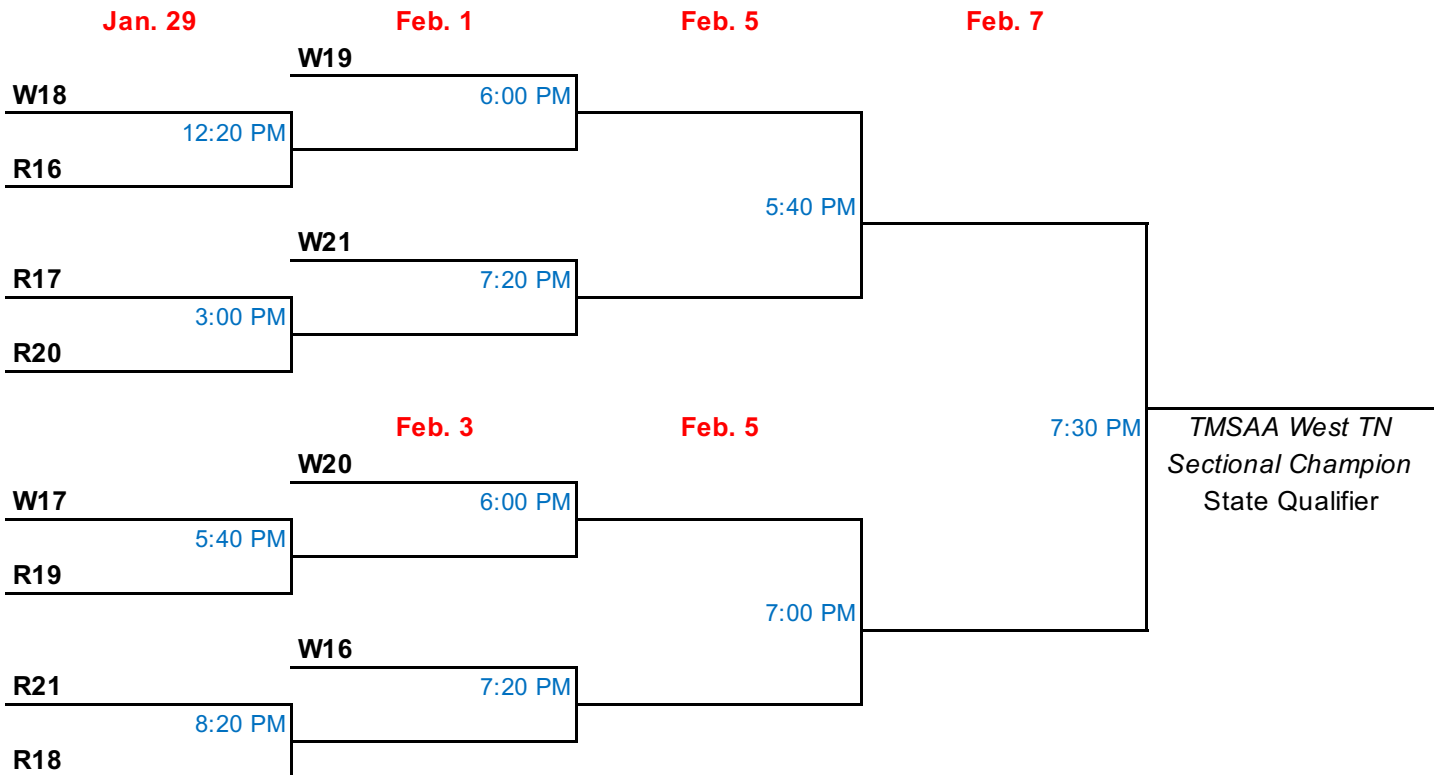 Jan. 29 Feb. 1 Feb. 5 Feb. 7
W19
W18 6:00 PM
12:20 PM
R16
5:40 PM
W21
R17 7:20 PM
3:00 PM
R20
Feb. 3 Feb. 5 7:30 PM TMSAA West TN
W20 Sectional Champion
W17 6:00 PM State Qualifier
5:40 PM
R19
7:00 PM
W16
R21 7:20 PM
8:20 PM
R18